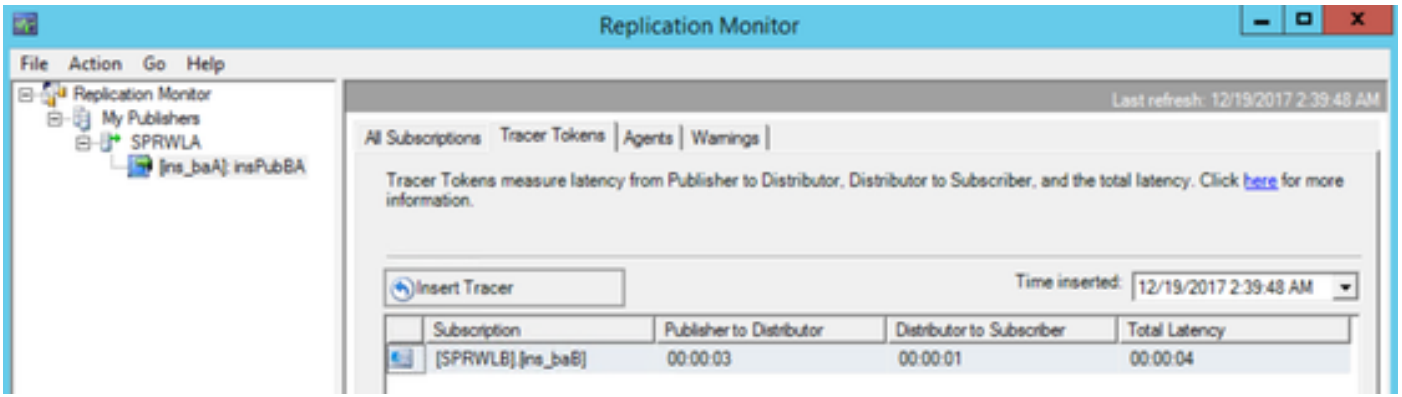 Replication Monitor
File Action Go Help
Replication Monitor
My Publishers
SPRWLA
[ins_baA]: insPubBA
Last refresh: 12/19/2017 2:39:48 AM
All Subscriptions Tracer Tokens Agents Warnings
Tracer Tokens measure latency from Publisher to Distributor, Distributor to Subscriber, and the total latency. Click here for more
information.
Insert Tracer
Time inserted: 12/19/2017 2:39:48 AM
Subscription Publisher to Distributor Distributor to Subscriber Total Latency
[SPRWLB].[ins_baB] 00:00:03 00:00:01 00:00:04